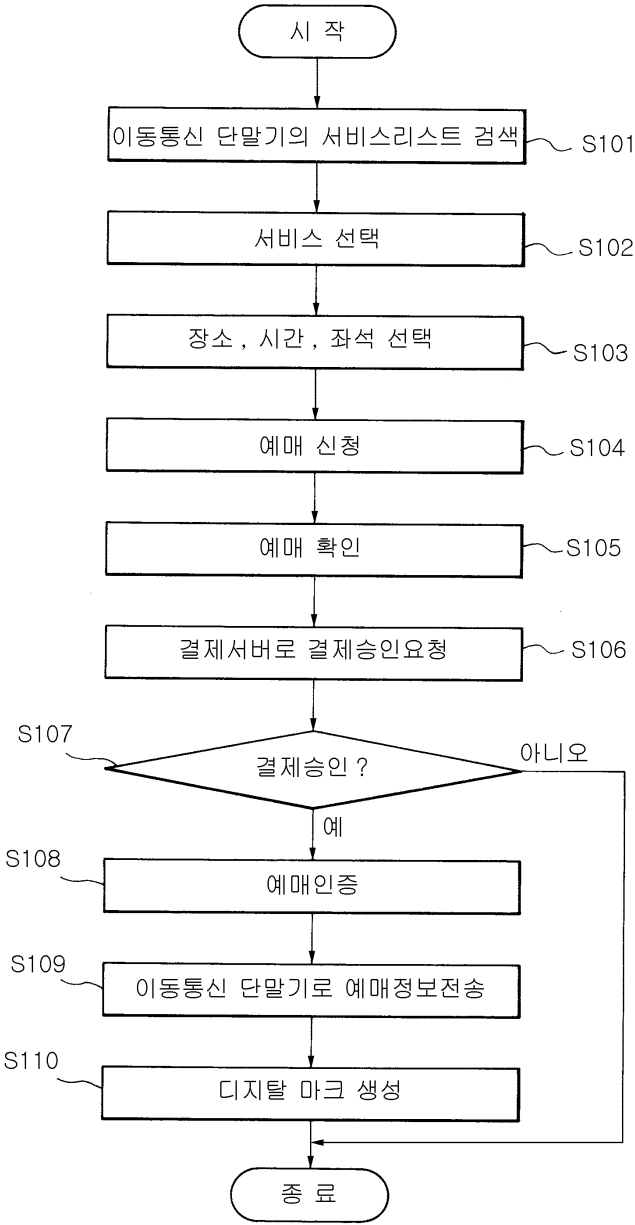 시 작
이동통신 단말기의 서비스리스트 검색
S101
서비스 선택
S102
장소, 시간, 좌석 선택
S103
예매 신청
S104
예매 확인
S105
결제서버로 결제승인요청
S106
S107
결제승인?
아니오
예
S108
예매인증
S109
이동통신 단말기로 예매정보전송
S110
디지탈 마크 생성
종 료